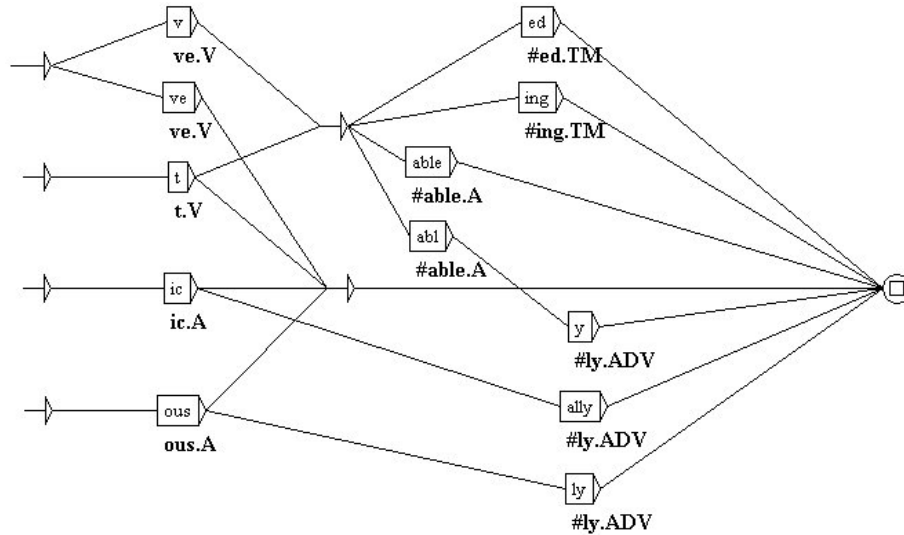 v
ve.V
ed
#ed.TM
ve
ve.V
ing
#ing.TM
t
t.V
able
#able.A
abl
#able.A
ic
ic.A
y
#ly.ADV
ally
#ly.ADV
ous
ous.A
ly
#ly.ADV